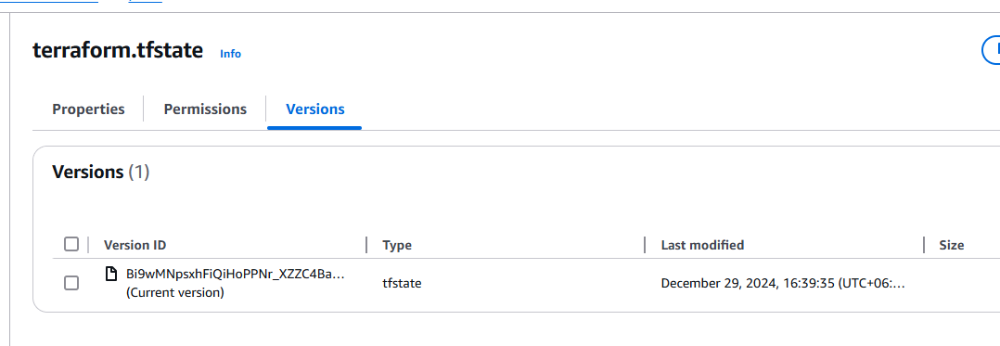 terraform.tfstate Info
Properties Permissions Versions
Versions (1)
Version ID Type Last modified Size
Bi9wMNpsxhFiQiHoPPNr_XZZC4Ba...
(Current version)
tfstate
December 29, 2024, 16:39:35 (UTC+06:...